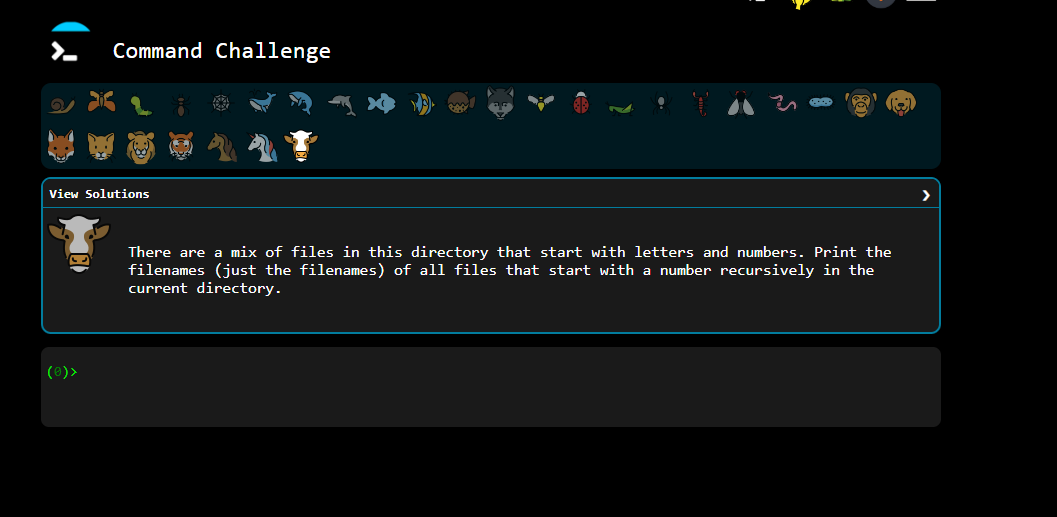 Command Challenge
View Solutions
There are a mix of files in this directory that start with letters and numbers. Print the
filenames (just the filenames) of all files that start with a number recursively in the
current directory.
(0)>